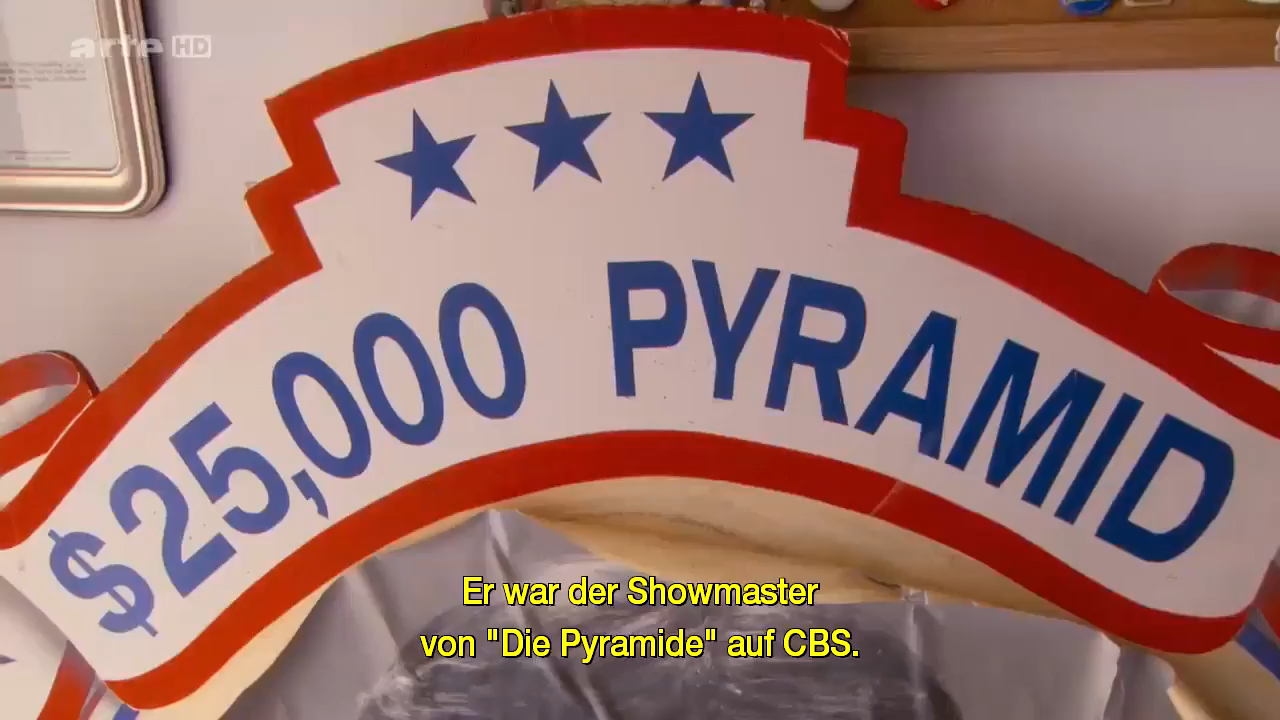 arte HD
$25,000 PYRAMID
Er war der Showmaster
von "Die Pyramide" auf CBS.